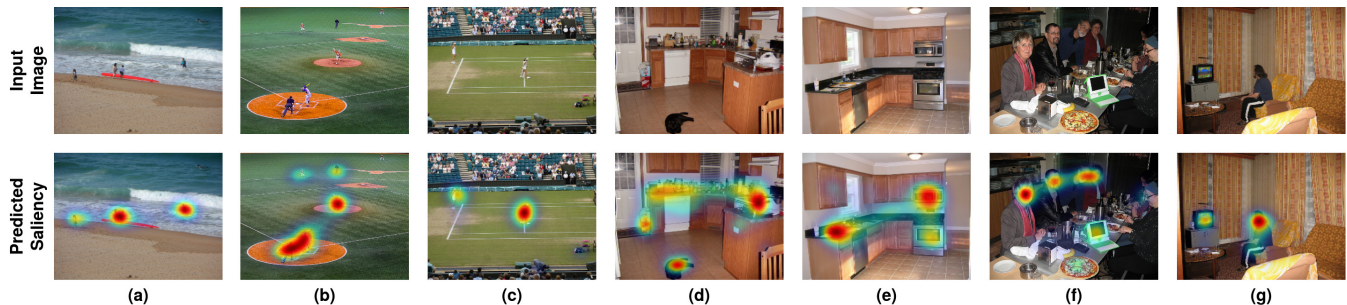 Input
Image
Predicted
Saliency
(a) (b) (c) (d) (e) (f) (g)